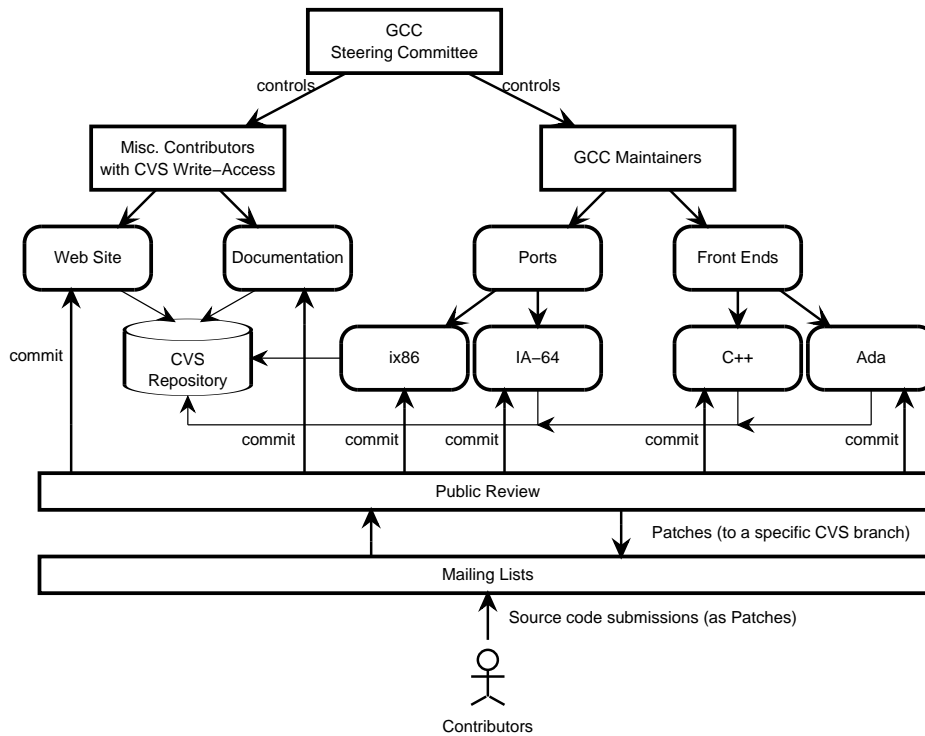 GCC
Steering Committee
controls
controls
Misc. Contributors
with CVS Write–Access
GCC Maintainers
Web Site
Documentation
Ports
Front Ends
commit
CVS
Repository
ix86
IA–64
C++
Ada
commit
commit
commit
commit
commit
Public Review
Patches (to a specific CVS branch)
Mailing Lists
Source code submissions (as Patches)
Contributors